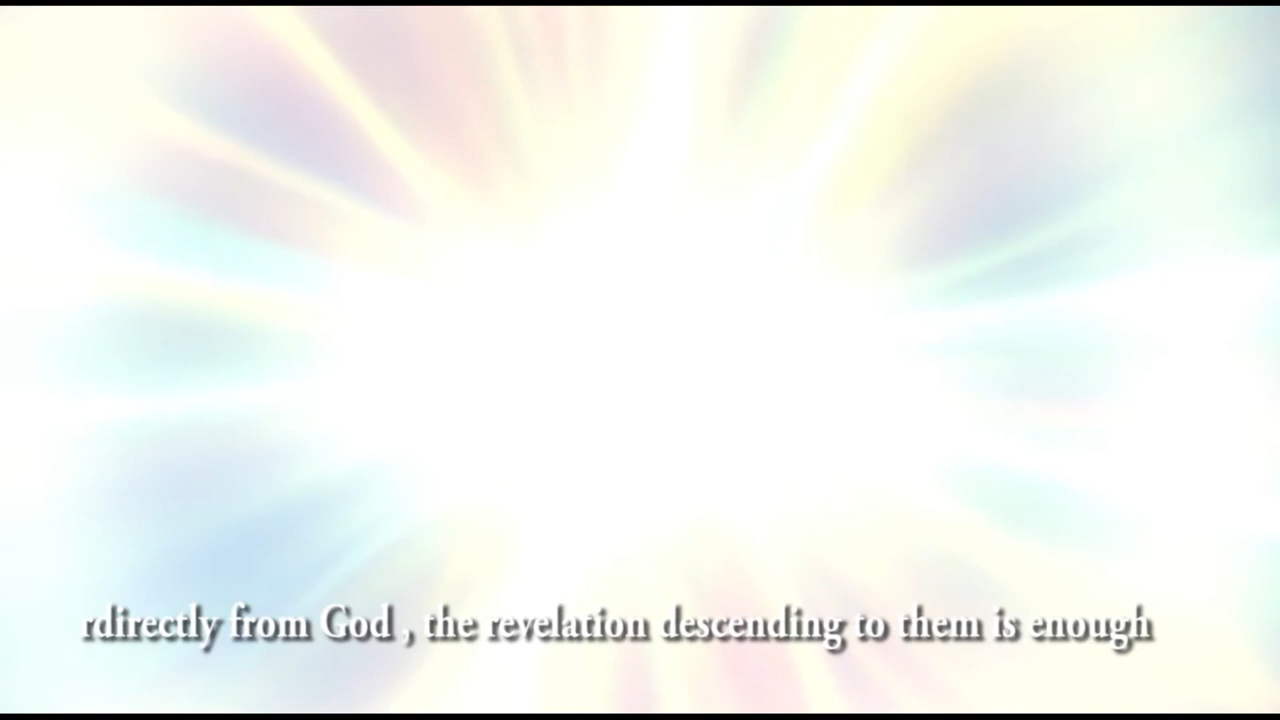 rdirectly from God , the revelation descending to them is enough